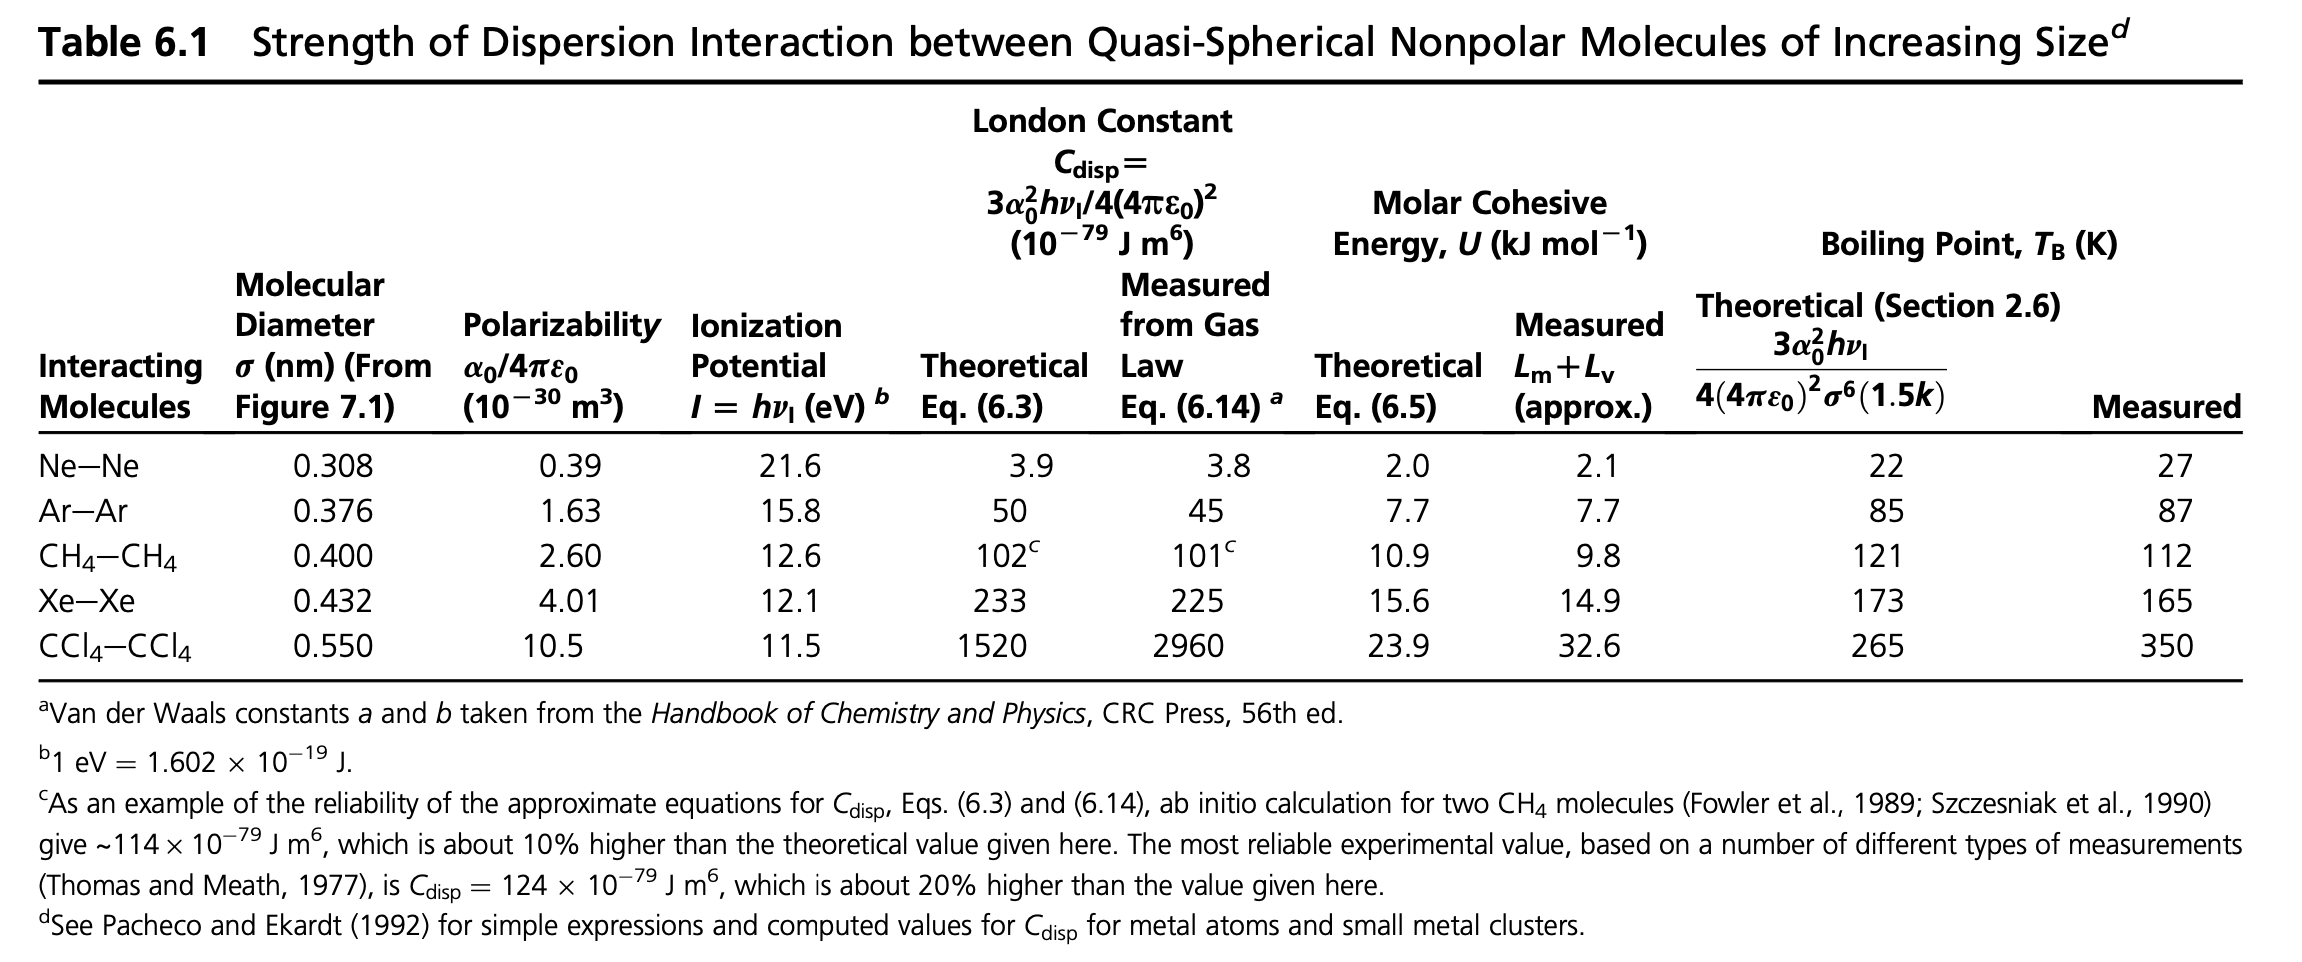 Table 6.1 Strength of Dispersion Interaction between Quasi-Spherical Nonpolar Molecules of Increasing Size^d
London Constant
C_disp =
3α₀²hν_I/4(4πε₀)²
(10⁻⁷⁹ J m⁶)
Molar Cohesive
Energy, U (kJ mol⁻¹)
Boiling Point, T_B (K)
Interacting Molecules
Molecular Diameter σ (nm) (From Figure 7.1)
Polarizability α₀/4πε₀ (10⁻³⁰ m³)
Ionization Potential I = hν_I (eV) ^b
Theoretical Eq. (6.3)
Measured from Gas Law Eq. (6.14) ^a
Theoretical Eq. (6.5)
Measured L_m+L_v (approx.)
Theoretical (Section 2.6)
3α₀²hν_I
4(4πε₀)²σ⁶(1.5k)
Measured
Ne—Ne 0.308 0.39 21.6 3.9 3.8 2.0 2.1 22 27
Ar—Ar 0.376 1.63 15.8 50 45 7.7 7.7 85 87
CH₄—CH₄ 0.400 2.60 12.6 102^c 101^c 10.9 9.8 121 112
Xe—Xe 0.432 4.01 12.1 233 225 15.6 14.9 173 165
CCl₄—CCl₄ 0.550 10.5 11.5 1520 2960 23.9 32.6 265 350
^aVan der Waals constants a and b taken from the Handbook of Chemistry and Physics, CRC Press, 56th ed.
^b1 eV = 1.602 × 10⁻¹⁹ J.
^cAs an example of the reliability of the approximate equations for C_disp, Eqs. (6.3) and (6.14), ab initio calculation for two CH₄ molecules (Fowler et al., 1989; Szczesniak et al., 1990)
give ~114 × 10⁻⁷⁹ J m⁶, which is about 10% higher than the theoretical value given here. The most reliable experimental value, based on a number of different types of measurements
(Thomas and Meath, 1977), is C_disp = 124 × 10⁻⁷⁹ J m⁶, which is about 20% higher than the value given here.
^dSee Pacheco and Ekardt (1992) for simple expressions and computed values for C_disp for metal atoms and small metal clusters.